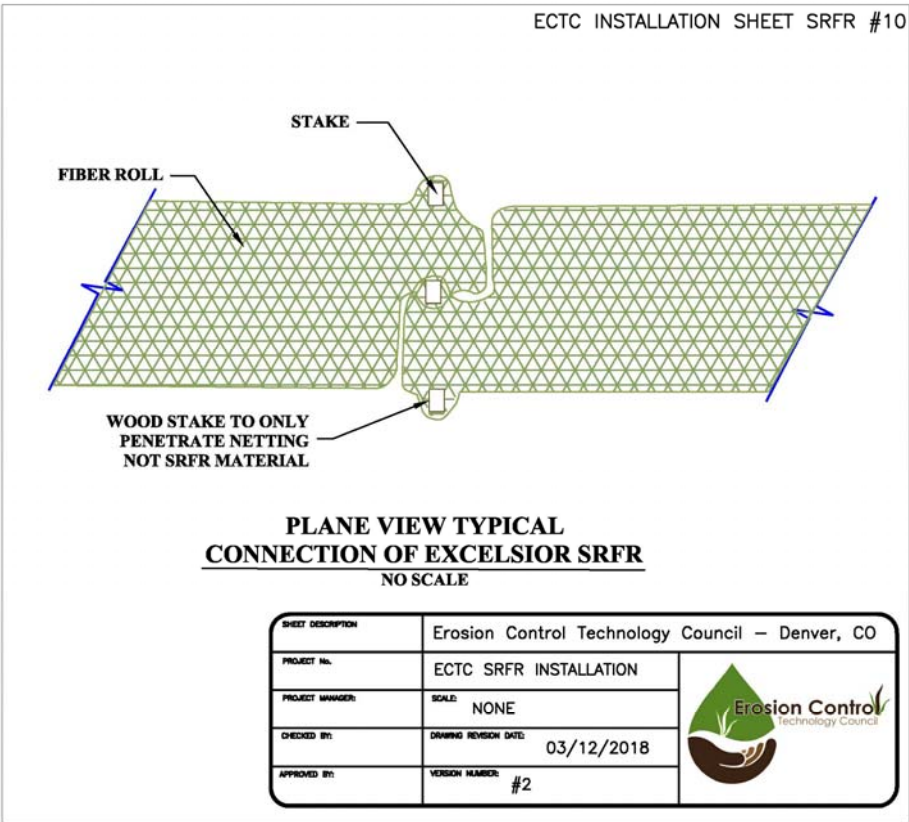 ECTC INSTALLATION SHEET SRFR #10
STAKE
FIBER ROLL
WOOD STAKE TO ONLY
PENETRATE NETTING
NOT SRFR MATERIAL
PLANE VIEW TYPICAL
CONNECTION OF EXCELSIOR SRFR
NO SCALE
SHEET DESCRIPTION
Erosion Control Technology Council – Denver, CO
PROJECT No.
ECTC SRFR INSTALLATION
PROJECT MANAGER:
SCALE:
NONE
CHECKED BY:
DRAWING REVISION DATE:
03/12/2018
APPROVED BY:
VERSION NUMBER:
#2
Erosion Control
Technology Council